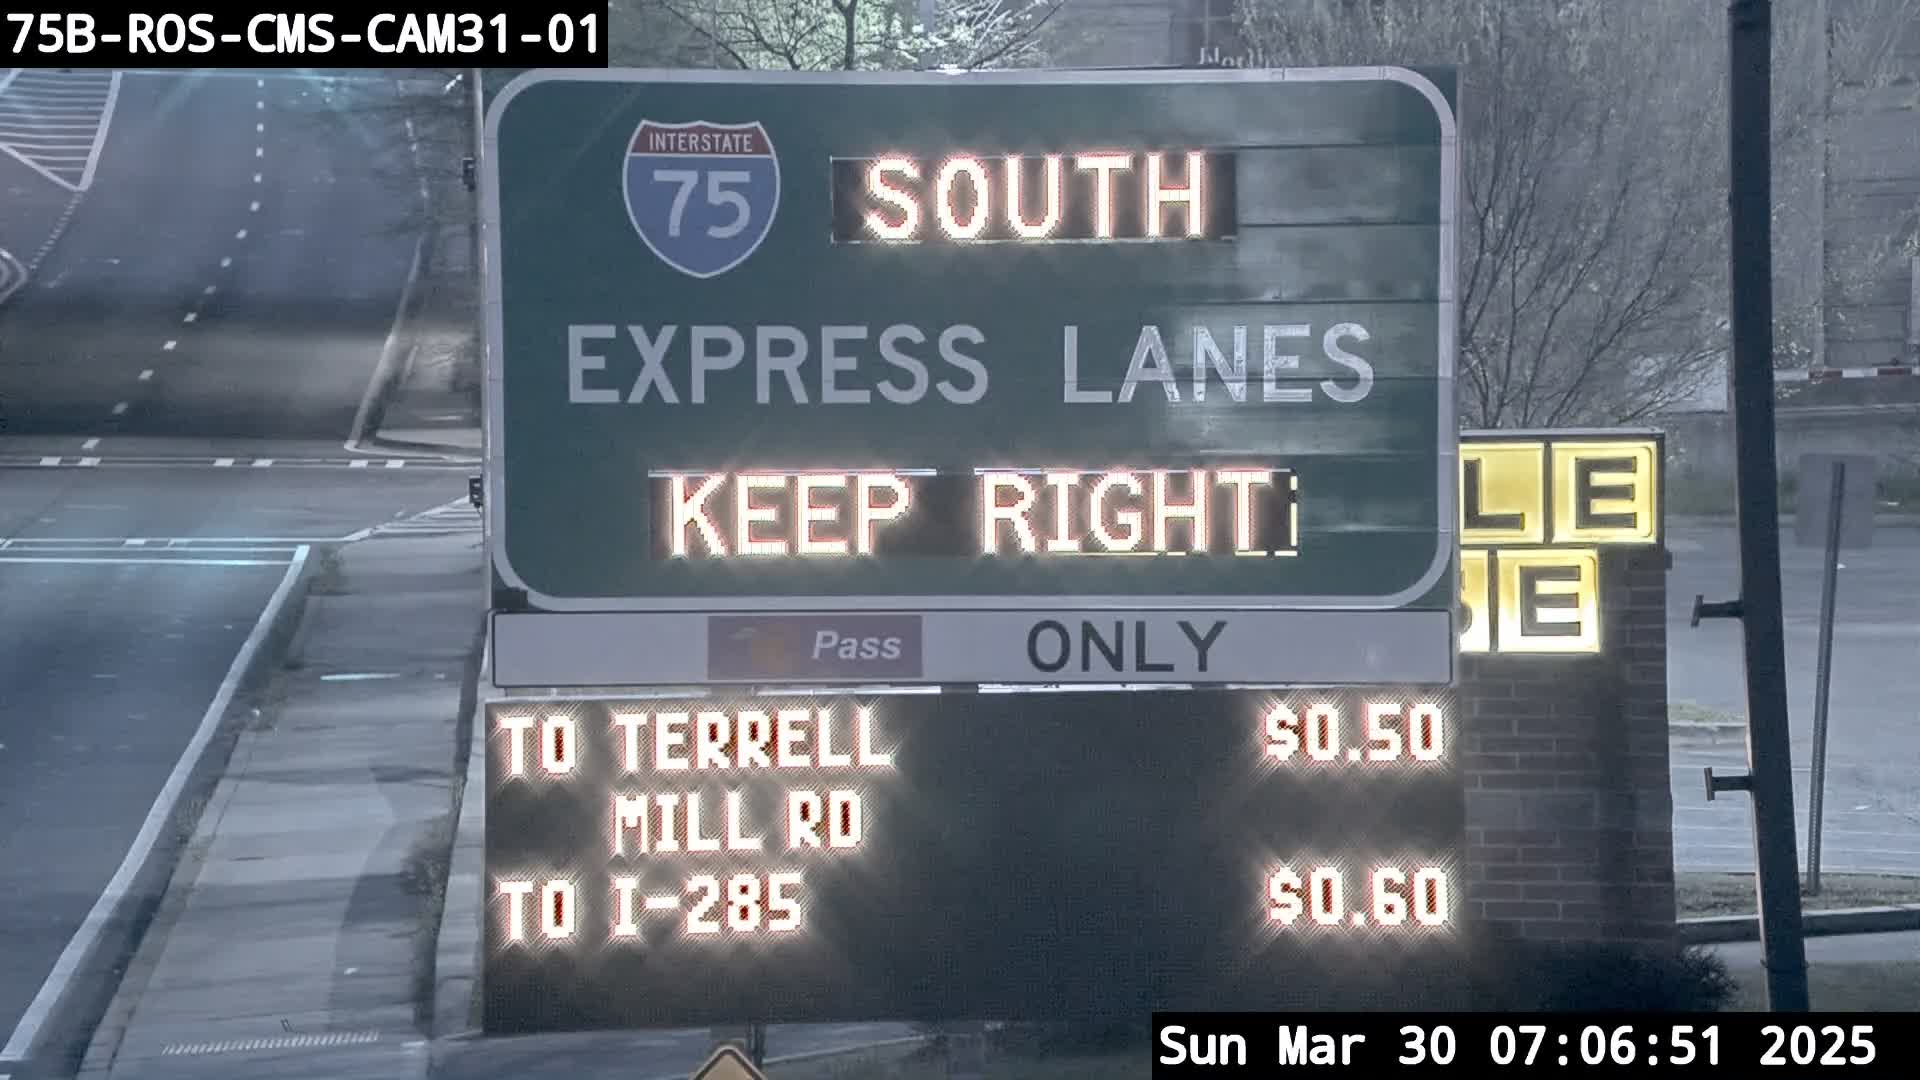 75B-ROS-CMS-CAM31-01
INTERSTATE
75
SOUTH
EXPRESS LANES
KEEP RIGHT
Pass ONLY
LE
E
TO TERRELL $0.50
MILL RD
TO I-285 $0.60
Sun Mar 30 07:06:51 2025